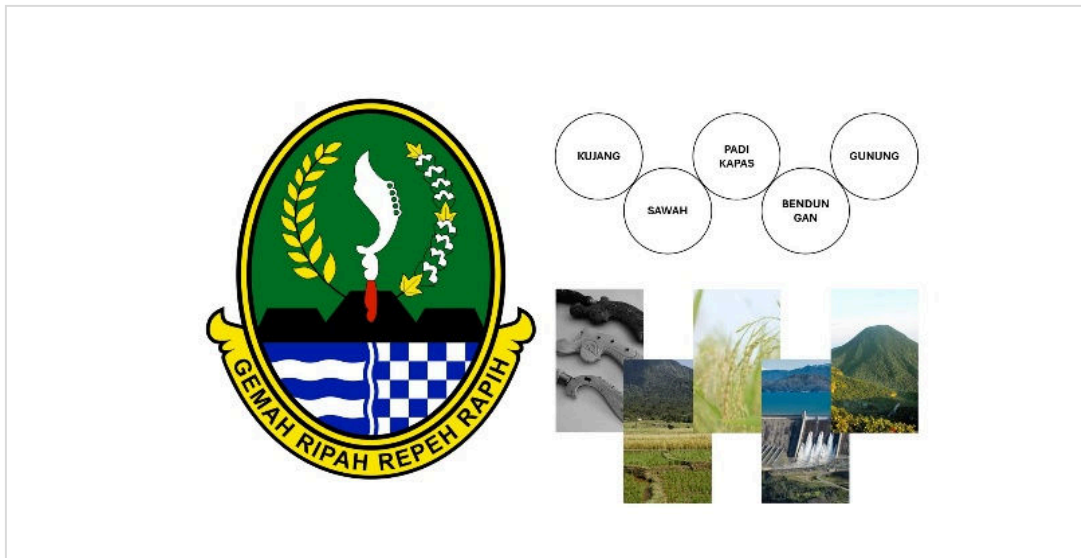 GEMAH RIPAH REPEH RAPIH
KUJANG
SAWAH
PADI
KAPAS
BENDUN
GAN
GUNUNG